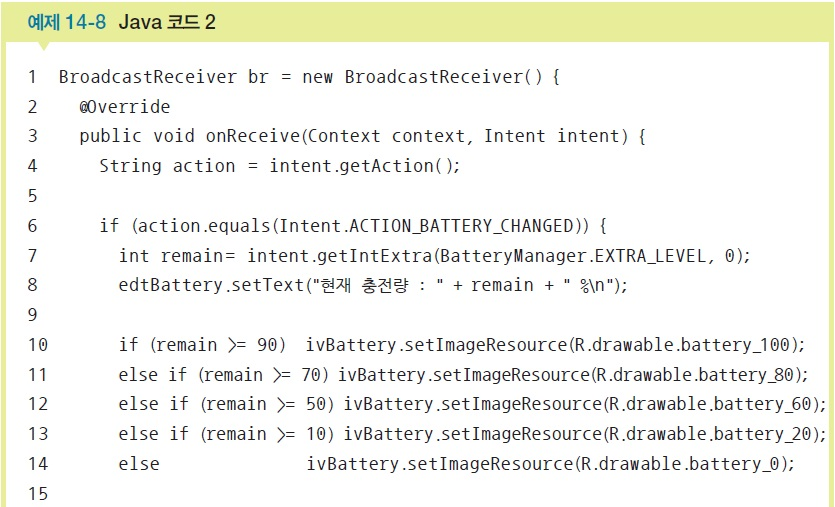 예제 14-8 Java 코드 2
1 BroadcastReceiver br = new BroadcastReceiver() {
2 @Override
3 public void onReceive(Context context, Intent intent) {
4 String action = intent.getAction();
5
6 if (action.equals(Intent.ACTION_BATTERY_CHANGED)) {
7 int remain= intent.getIntExtra(BatteryManager.EXTRA_LEVEL, 0);
8 edtBattery.setText("현재 충전량 : " + remain + " %\n");
9
10 if (remain >= 90) ivBattery.setImageResource(R.drawable.battery_100);
11 else if (remain >= 70) ivBattery.setImageResource(R.drawable.battery_80);
12 else if (remain >= 50) ivBattery.setImageResource(R.drawable.battery_60);
13 else if (remain >= 10) ivBattery.setImageResource(R.drawable.battery_20);
14 else ivBattery.setImageResource(R.drawable.battery_0);
15